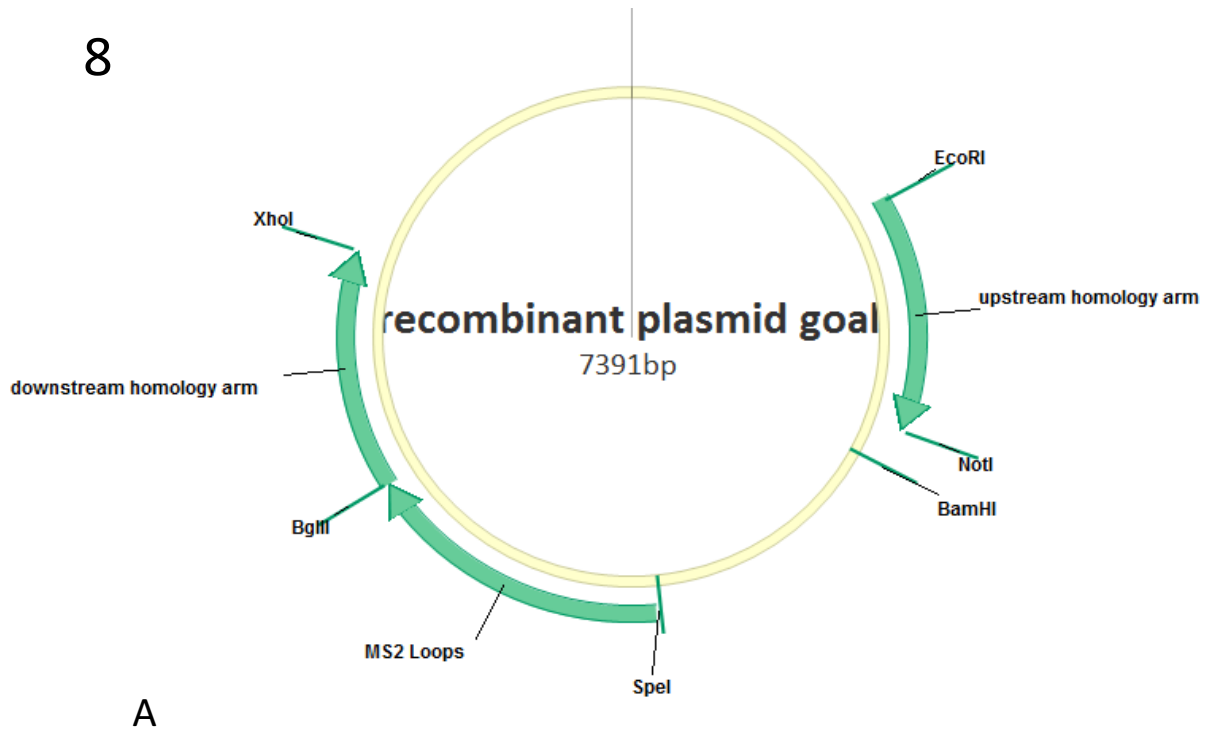 8
EcoRI
XhoI
upstream homology arm
recombinant plasmid goal
7391bp
downstream homology arm
NotI
BamHI
BglII
MS2 Loops
SpeI
A